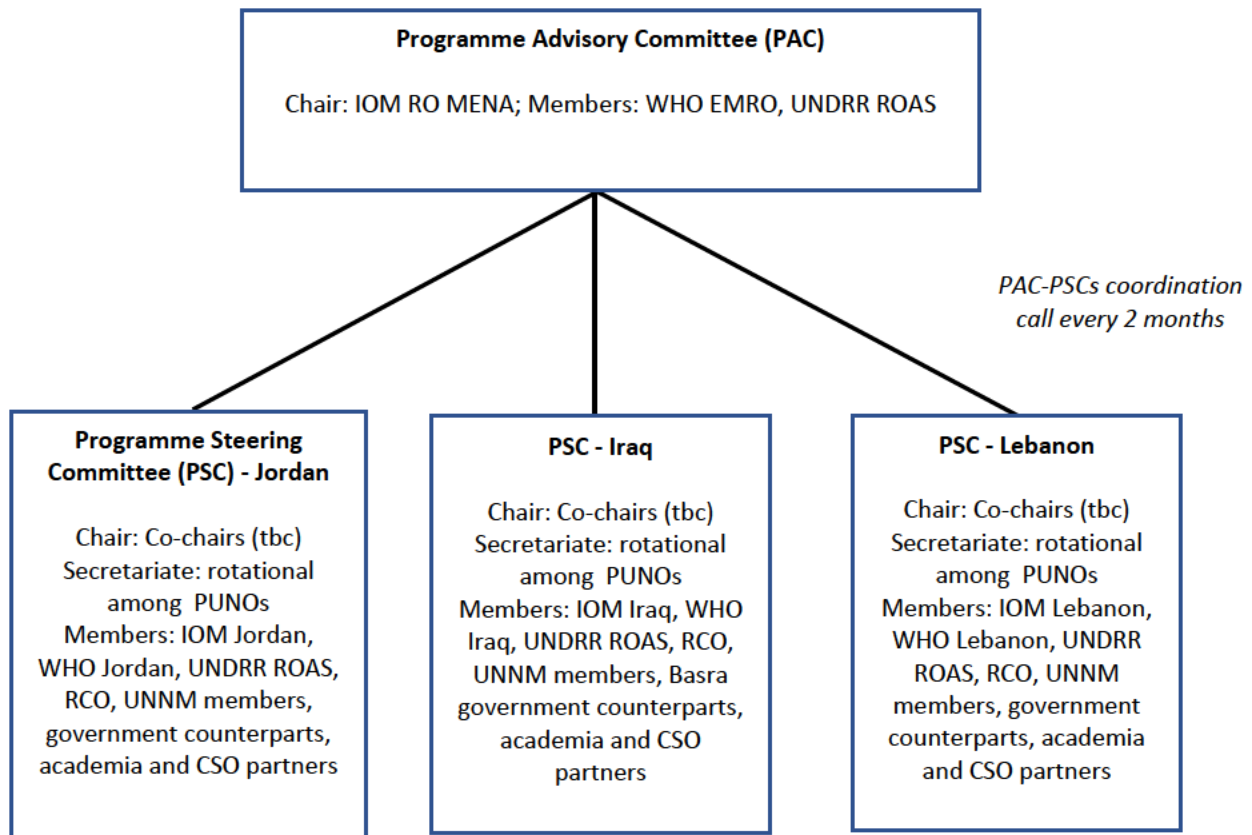 Programme Advisory Committee (PAC)
Chair: IOM RO MENA; Members: WHO EMRO, UNDRR ROAS
PAC-PSCs coordination
call every 2 months
Programme Steering
Committee (PSC) - Jordan
Chair: Co-chairs (tbc)
Secretariate: rotational
among PUNOs
Members: IOM Jordan,
WHO Jordan, UNDRR ROAS,
RCO, UNNM members,
government counterparts,
academia and CSO partners
PSC - Iraq
Chair: Co-chairs (tbc)
Secretariate: rotational
among PUNOs
Members: IOM Iraq, WHO
Iraq, UNDRR ROAS, RCO,
UNNM members, Basra
government counterparts,
academia and CSO
partners
PSC - Lebanon
Chair: Co-chairs (tbc)
Secretariate: rotational
among PUNOs
Members: IOM Lebanon,
WHO Lebanon, UNDRR
ROAS, RCO, UNNM
members, government
counterparts, academia
and CSO partners